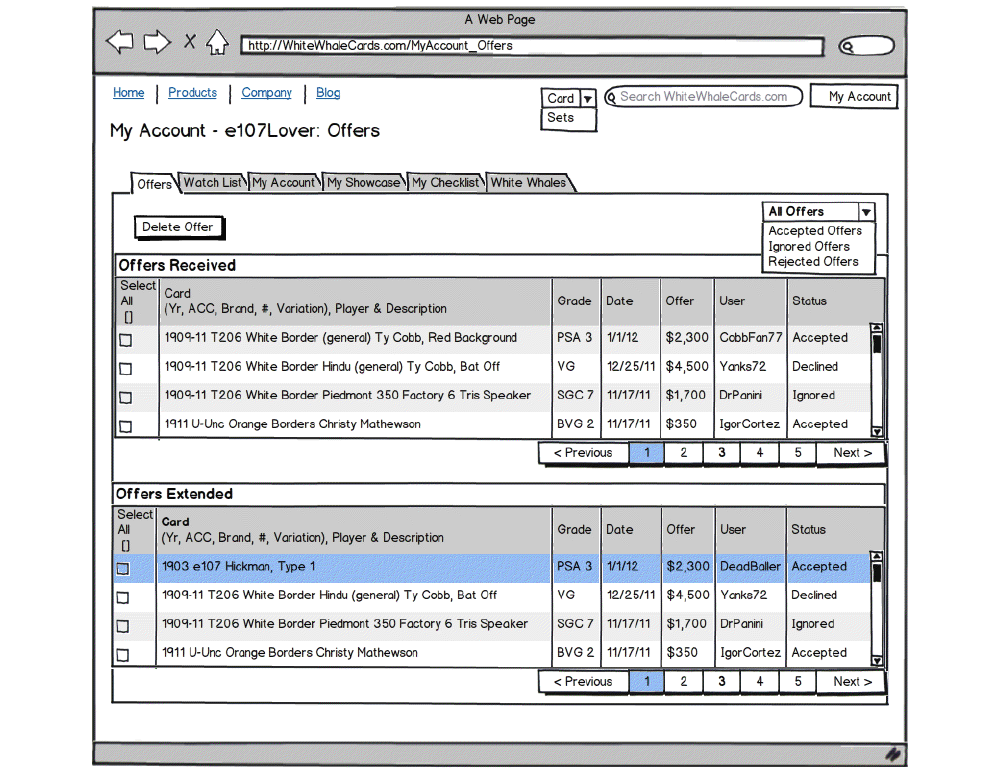 A Web Page
X
http://WhiteWhaleCards.com/MyAccount_Offers
Home | Products | Company | Blog
Card Search WhiteWhaleCards.com My Account
Sets
My Account - e107Lover: Offers
Offers Watch List My Account My Showcase My Checklist White Whales
Delete Offer
All Offers
Accepted Offers
Ignored Offers
Rejected Offers
Offers Received
Select All [] Card (Yr, ACC, Brand, #, Variation), Player & Description Grade Date Offer User Status
1909-11 T206 White Border (general) Ty Cobb, Red Background PSA 3 1/1/12 $2,300 CobbFan77 Accepted
1909-11 T206 White Border Hindu (general) Ty Cobb, Bat Off VG 12/25/11 $4,500 Yanks72 Declined
1909-11 T206 White Border Piedmont 350 Factory 6 Tris Speaker SGC 7 11/17/11 $1,700 DrPanini Ignored
1911 U-Unc Orange Borders Christy Mathewson BVG 2 11/17/11 $350 IgorCortez Accepted
< Previous 1 2 3 4 5 Next >
Offers Extended
Select All [] Card (Yr, ACC, Brand, #, Variation), Player & Description Grade Date Offer User Status
1903 e107 Hickman, Type 1 PSA 3 1/1/12 $2,300 DeadBaller Accepted
1909-11 T206 White Border Hindu (general) Ty Cobb, Bat Off VG 12/25/11 $4,500 Yanks72 Declined
1909-11 T206 White Border Piedmont 350 Factory 6 Tris Speaker SGC 7 11/17/11 $1,700 DrPanini Ignored
1911 U-Unc Orange Borders Christy Mathewson BVG 2 11/17/11 $350 IgorCortez Accepted
< Previous 1 2 3 4 5 Next >